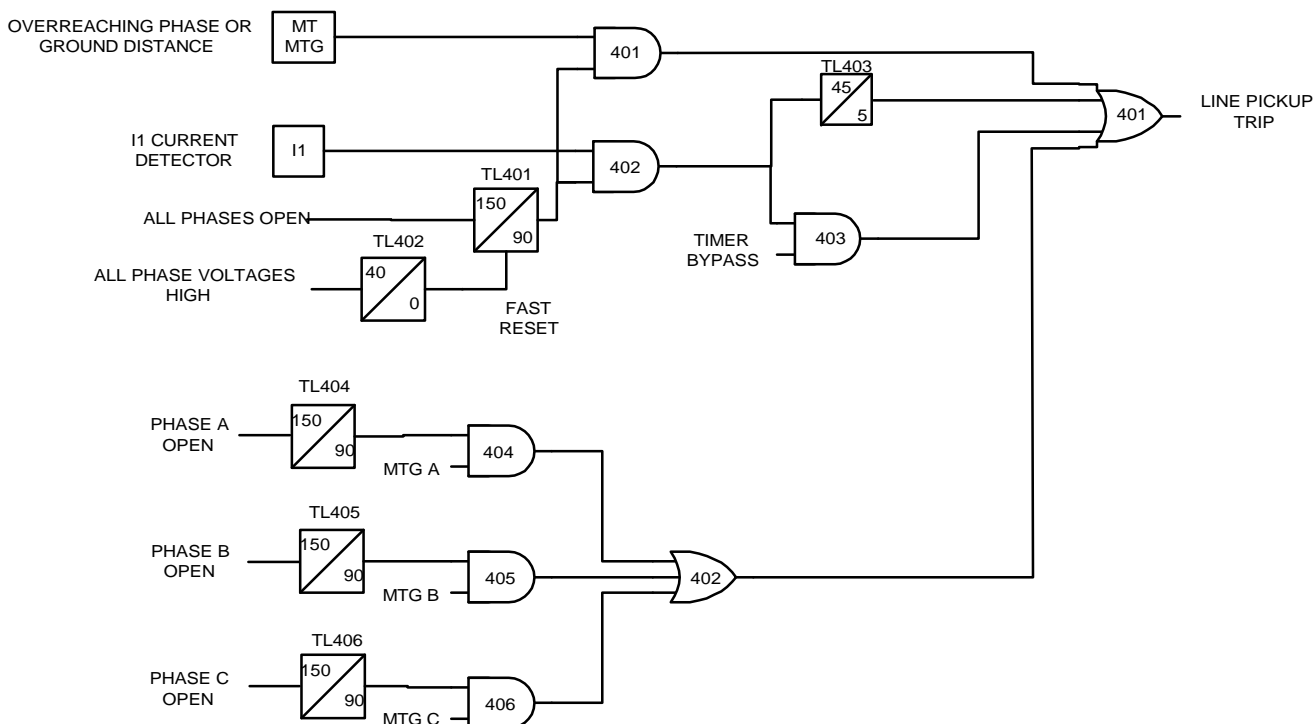 OVERREACHING PHASE OR
GROUND DISTANCE
MT
MTG
401
TL403
45
5
401
LINE PICKUP
TRIP
I1 CURRENT
DETECTOR
I1
402
TL401
150
90
ALL PHASES OPEN
TL402
40
0
ALL PHASE VOLTAGES
HIGH
FAST
RESET
TIMER
BYPASS
403
TL404
150
90
PHASE A
OPEN
404
MTG A
TL405
150
90
PHASE B
OPEN
405
MTG B
402
TL406
150
90
PHASE C
OPEN
406
MTG C